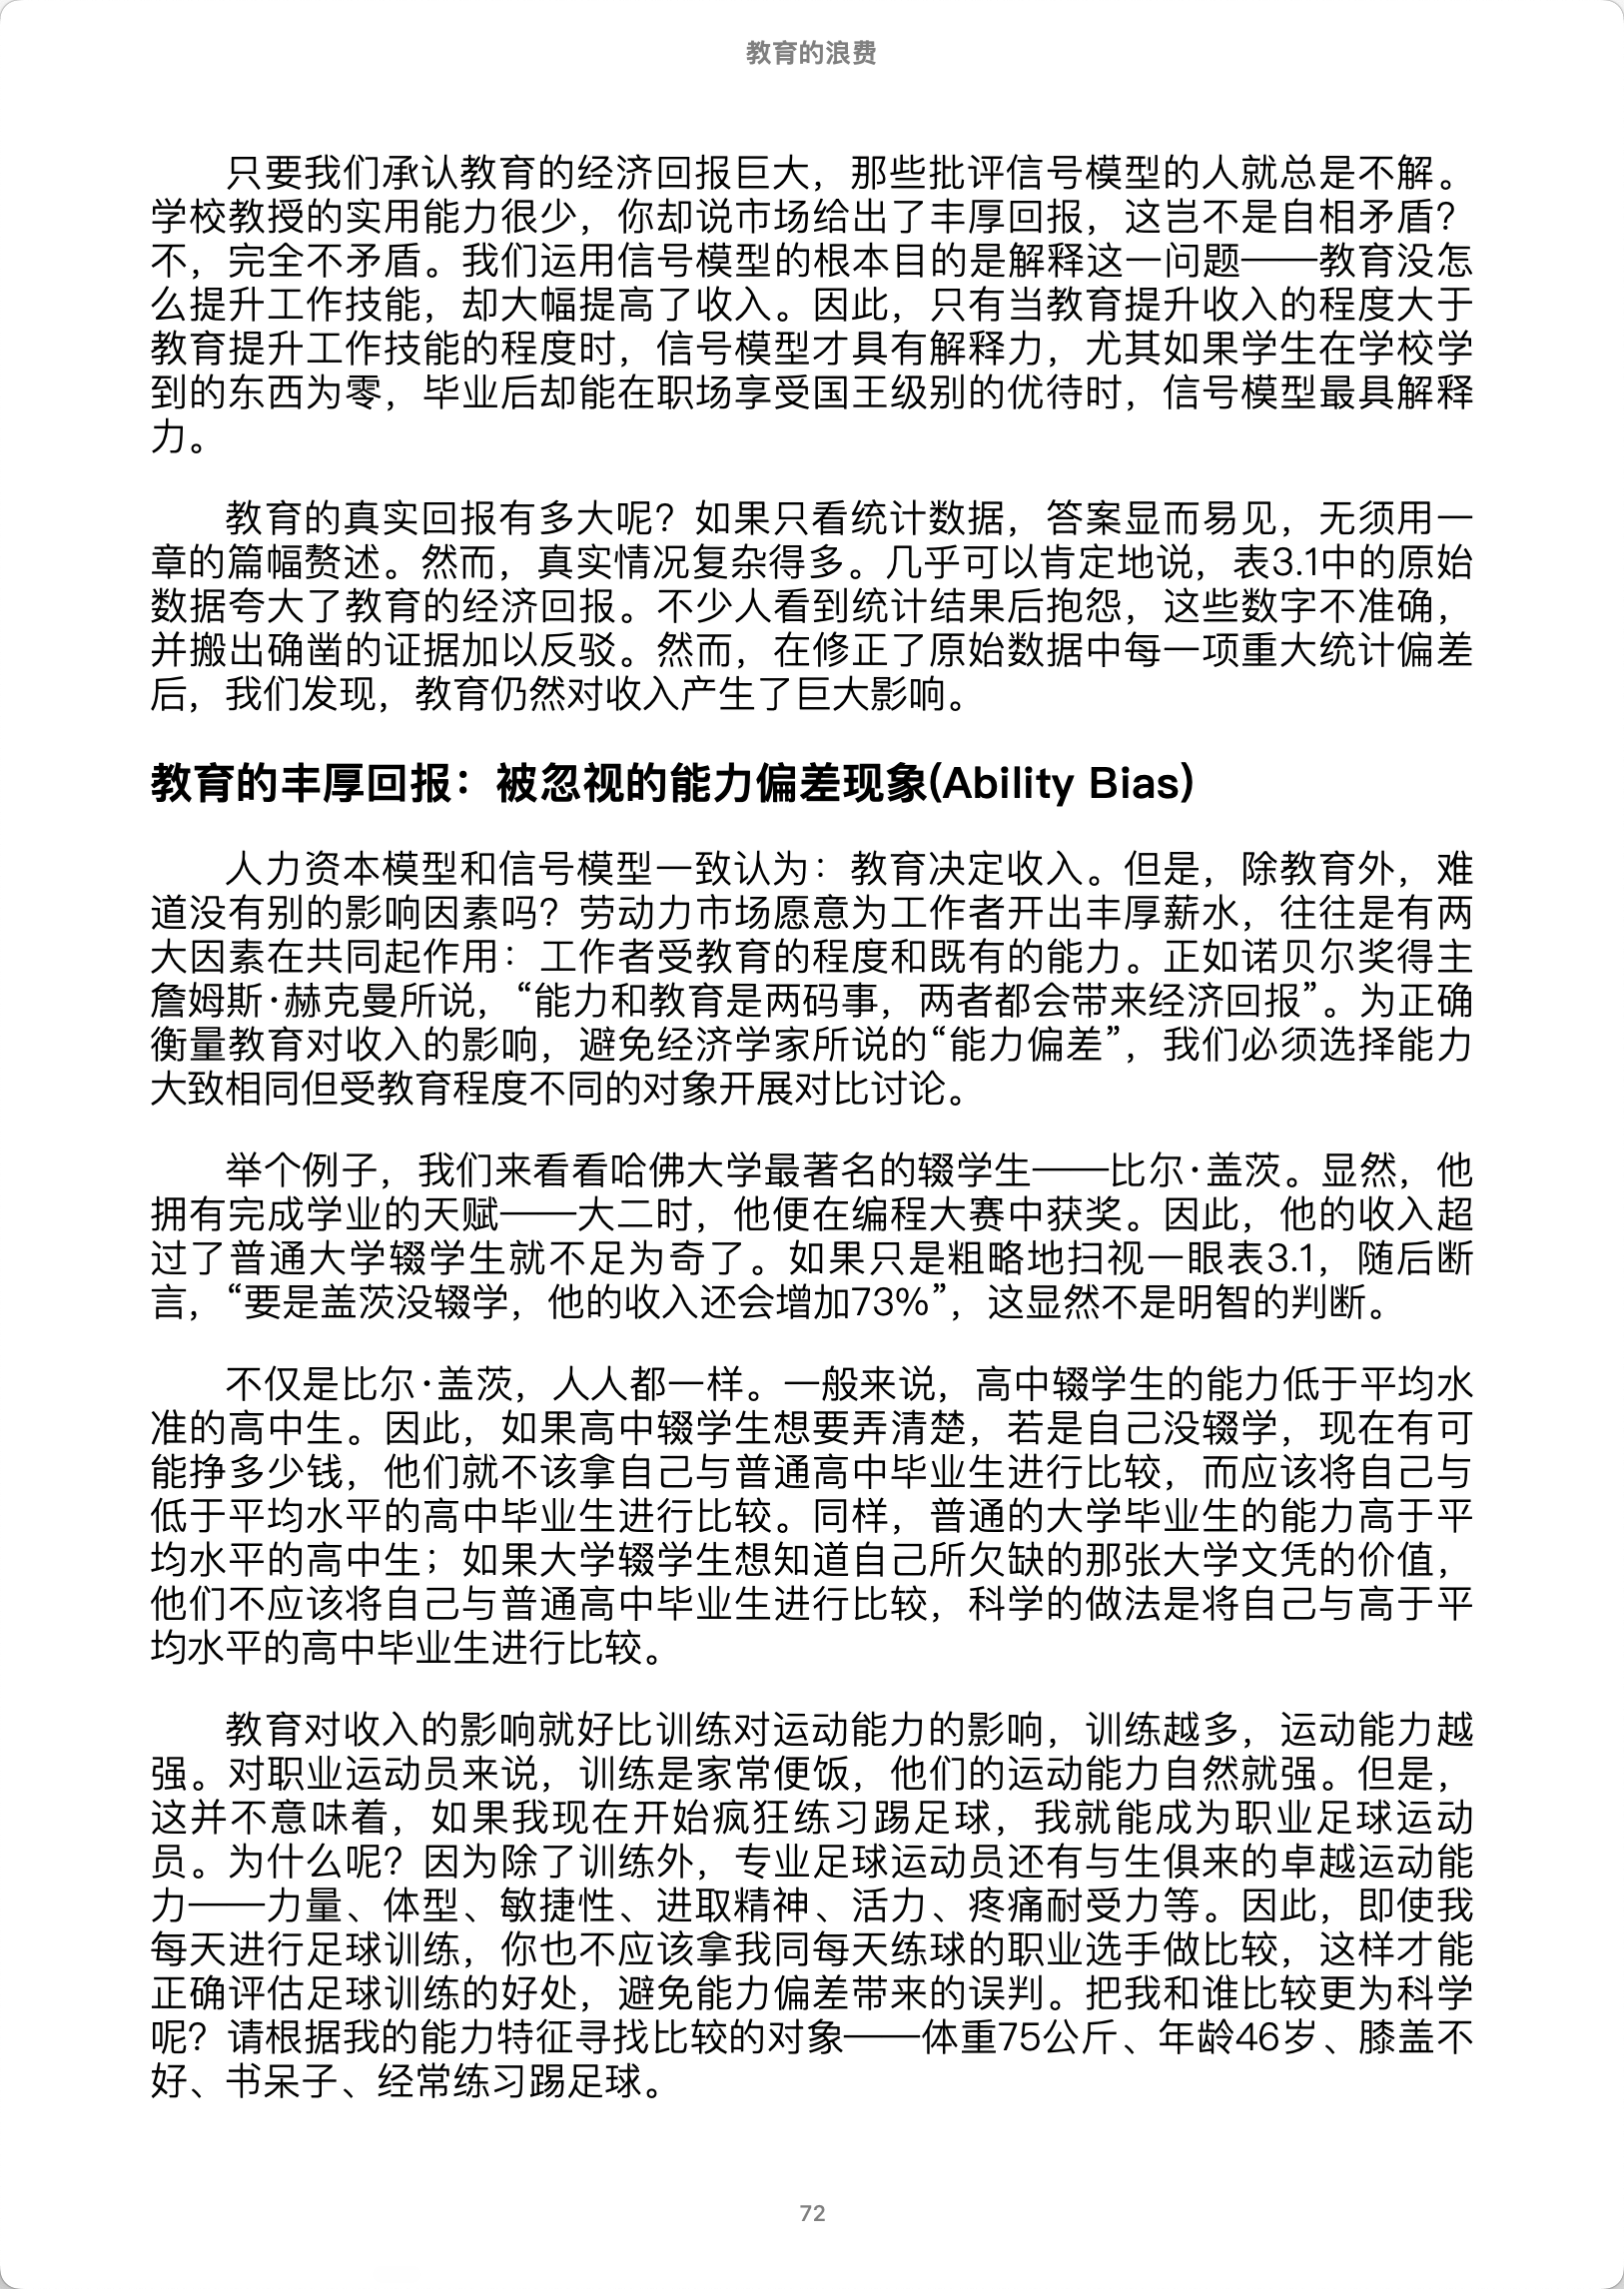 教育的浪费
只要我们承认教育的经济回报巨大，那些批评信号模型的人就总是不解。
学校教授的实用能力很少，你却说市场给出了丰厚回报，这岂不是自相矛盾？
不，完全不矛盾。我们运用信号模型的根本目的是解释这一问题——教育没怎
么提升工作技能，却大幅提高了收入。因此，只有当教育提升收入的程度大于
教育提升工作技能的程度时，信号模型才具有解释力，尤其如果学生在学校学
到的东西为零，毕业后却能在职场享受国王级别的优待时，信号模型最具解释
力。
教育的真实回报有多大呢？如果只看统计数据，答案显而易见，无须用一
章的篇幅赘述。然而，真实情况复杂得多。几乎可以肯定地说，表3.1中的原始
数据夸大了教育的经济回报。不少人看到统计结果后抱怨，这些数字不准确，
并搬出确凿的证据加以反驳。然而，在修正了原始数据中每一项重大统计偏差
后，我们发现，教育仍然对收入产生了巨大影响。
教育的丰厚回报：被忽视的能力偏差现象(Ability Bias)
人力资本模型和信号模型一致认为：教育决定收入。但是，除教育外，难
道没有别的影响因素吗？劳动力市场愿意为工作者开出丰厚薪水，往往是有两
大因素在共同起作用：工作者受教育的程度和既有的能力。正如诺贝尔奖得主
詹姆斯·赫克曼所说，“能力和教育是两码事，两者都会带来经济回报”。为正确
衡量教育对收入的影响，避免经济学家所说的“能力偏差”，我们必须选择能力
大致相同但受教育程度不同的对象开展对比讨论。
举个例子，我们来看看哈佛大学最著名的辍学生——比尔·盖茨。显然，他
拥有完成学业的天赋——大二时，他便在编程大赛中获奖。因此，他的收入超
过了普通大学辍学生就不足为奇了。如果只是粗略地扫视一眼表3.1，随后断
言，“要是盖茨没辍学，他的收入还会增加73%”，这显然不是明智的判断。
不仅是比尔·盖茨，人人都一样。一般来说，高中辍学生的能力低于平均水
准的高中生。因此，如果高中辍学生想要弄清楚，若是自己没辍学，现在有可
能挣多少钱，他们就不该拿自己与普通高中毕业生进行比较，而应该将自己与
低于平均水平的高中毕业生进行比较。同样，普通的大学毕业生的能力高于平
均水平的高中生；如果大学辍学生想知道自己所欠缺的那张大学文凭的价值，
他们不应该将自己与普通高中毕业生进行比较，科学的做法是将自己与高于平
均水平的高中毕业生进行比较。
教育对收入的影响就好比训练对运动能力的影响，训练越多，运动能力越
强。对职业运动员来说，训练是家常便饭，他们的运动能力自然就强。但是，
这并不意味着，如果我现在开始疯狂练习踢足球，我就能成为职业足球运动
员。为什么呢？因为除了训练外，专业足球运动员还有与生俱来的卓越运动能
力——力量、体型、敏捷性、进取精神、活力、疼痛耐受力等。因此，即使我
每天进行足球训练，你也不应该拿我同每天练球的职业选手做比较，这样才能
正确评估足球训练的好处，避免能力偏差带来的误判。把我和谁比较更为科学
呢？请根据我的能力特征寻找比较的对象——体重75公斤、年龄46岁、膝盖不
好、书呆子、经常练习踢足球。
72